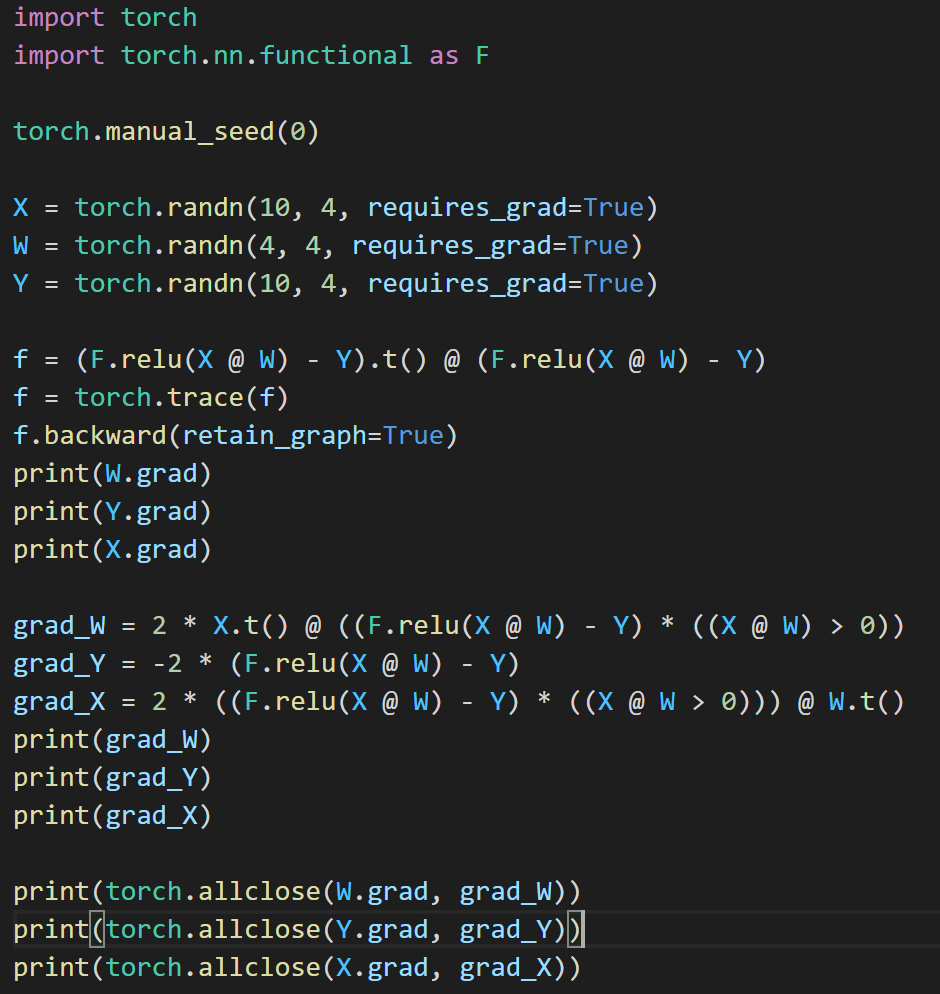 import torch
import torch.nn.functional as F
torch.manual_seed(0)
X = torch.randn(10, 4, requires_grad=True)
W = torch.randn(4, 4, requires_grad=True)
Y = torch.randn(10, 4, requires_grad=True)
f = (F.relu(X @ W) - Y).t() @ (F.relu(X @ W) - Y)
f = torch.trace(f)
f.backward(retain_graph=True)
print(W.grad)
print(Y.grad)
print(X.grad)
grad_W = 2 * X.t() @ ((F.relu(X @ W) - Y) * ((X @ W) > 0))
grad_Y = -2 * (F.relu(X @ W) - Y)
grad_X = 2 * ((F.relu(X @ W) - Y) * ((X @ W > 0))) @ W.t()
print(grad_W)
print(grad_Y)
print(grad_X)
print(torch.allclose(W.grad, grad_W))
print(torch.allclose(Y.grad, grad_Y))
print(torch.allclose(X.grad, grad_X))